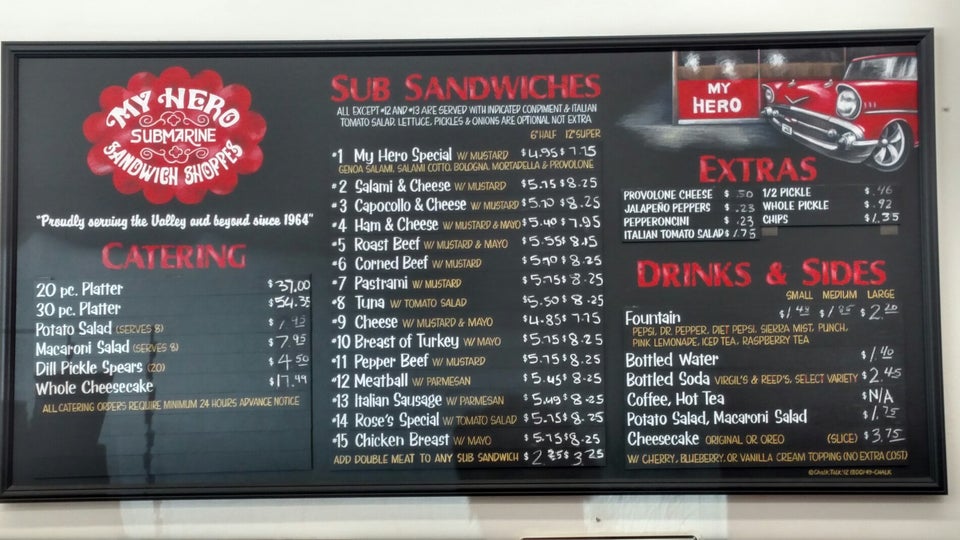 MY HERO
SUBMARINE
SANDWICH SHOPPES
"Proudly serving the Valley and beyond since 1964"
CATERING
20 pc. Platter $37.00
30 pc. Platter $54.35
Potato Salad (SERVES 8) $7.95
Macaroni Salad (SERVES 8) $7.95
Dill Pickle Spears (20) $4.50
Whole Cheesecake $17.99
ALL CATERING ORDERS REQUIRE MINIMUM 24 HOURS ADVANCE NOTICE
SUB SANDWICHES
ALL EXCEPT #12 AND #13 ARE SERVED WITH INDICATED CONDIMENT & ITALIAN
TOMATO SALAD. LETTUCE, PICKLES & ONIONS ARE OPTIONAL NOT EXTRA
6" HALF 12" SUPER
#1 My Hero Special W/ MUSTARD $4.95 $7.75
GENOA SALAMI, SALAMI COTTO, BOLOGNA, MORTADELLA & PROVOLONE
#2 Salami & Cheese W/ MUSTARD $5.75 $8.25
#3 Capocollo & Cheese W/ MUSTARD $5.70 $8.25
#4 Ham & Cheese W/ MUSTARD & MAYO $5.40 $7.95
#5 Roast Beef W/ MUSTARD & MAYO $5.55 $8.15
#6 Corned Beef W/ MUSTARD $5.70 $8.25
#7 Pastrami W/ MUSTARD $5.75 $8.25
#8 Tuna W/ TOMATO SALAD $5.50 $8.25
#9 Cheese W/ MUSTARD & MAYO $4.85 $7.75
#10 Breast of Turkey W/ MAYO $5.75 $8.25
#11 Pepper Beef W/ MUSTARD $5.75 $8.25
#12 Meatball W/ PARMESAN $5.45 $8.25
#13 Italian Sausage W/ PARMESAN $5.49 $8.25
#14 Rose's Special W/ TOMATO SALAD $5.75 $8.25
#15 Chicken Breast W/ MAYO $5.75 $8.25
ADD DOUBLE MEAT TO ANY SUB SANDWICH $2.25 $3.25
MY
HERO
EXTRAS
PROVOLONE CHEESE $.50
JALAPEÑO PEPPERS $.23
PEPPERONCINI $.23
ITALIAN TOMATO SALAD $1.75
1/2 PICKLE $.46
WHOLE PICKLE $.92
CHIPS $1.35
DRINKS & SIDES
SMALL MEDIUM LARGE
Fountain $1.48 $1.85 $2.20
PEPSI, DR. PEPPER, DIET PEPSI, SIERRA MIST, PUNCH,
PINK LEMONADE, ICED TEA, RASPBERRY TEA
Bottled Water $1.40
Bottled Soda VIRGIL'S & REED'S, SELECT VARIETY $2.45
Coffee, Hot Tea $N/A
Potato Salad, Macaroni Salad $1.75
Cheesecake ORIGINAL OR OREO (SLICE) $3.75
W/ CHERRY, BLUEBERRY, OR VANILLA CREAM TOPPING (NO EXTRA COST)
©CHALK TALK '12 (800)149-CHALK